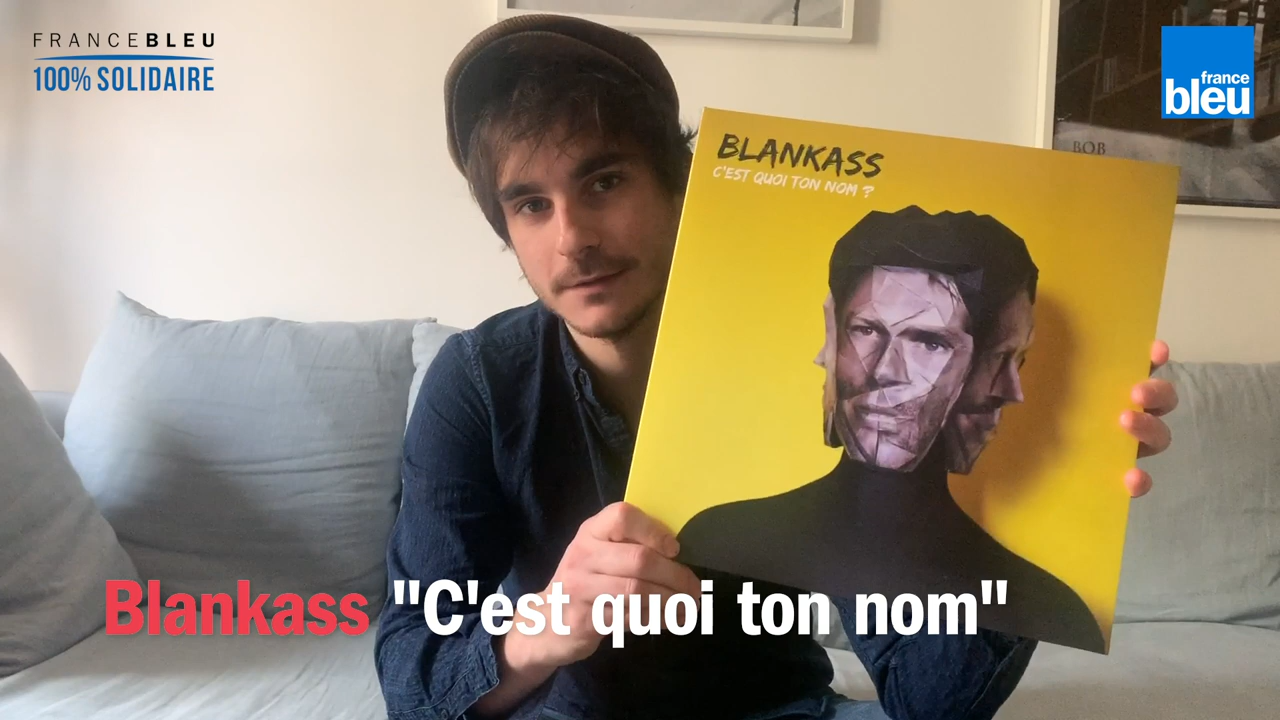 FRANCEBLEU
100% SOLIDAIRE
france
bleu
BOB
BLANKASS
C'EST QUOI TON NOM ?
Blankass "C'est quoi ton nom"